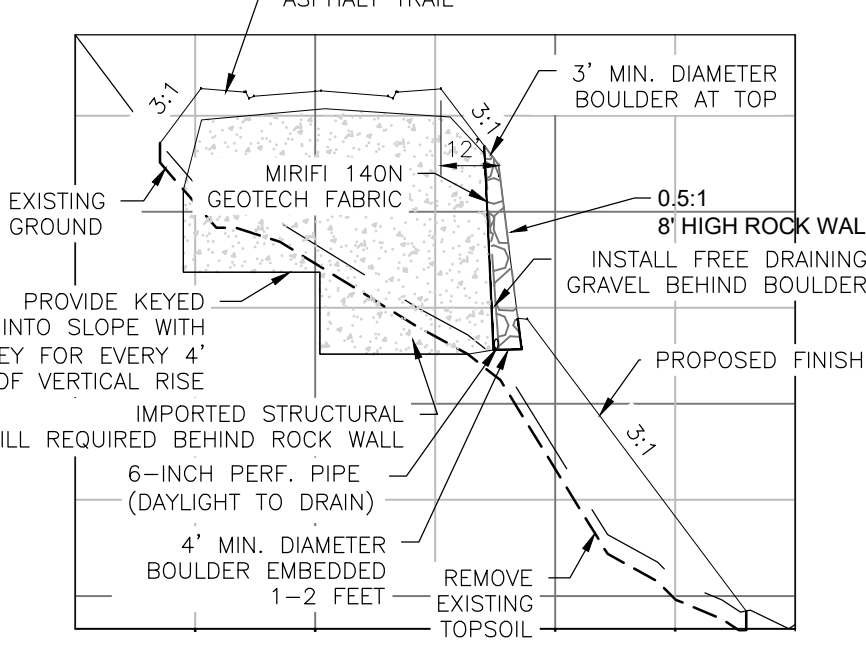 ASPHALT TRAIL
3:1
3' MIN. DIAMETER
BOULDER AT TOP
3:1
12'
MIRIFI 140N
GEOTECH FABRIC
EXISTING
GROUND
0.5:1
8' HIGH ROCK WAL
INSTALL FREE DRAINING
GRAVEL BEHIND BOULDER
PROVIDE KEYED
INTO SLOPE WITH
EY FOR EVERY 4'
OF VERTICAL RISE
PROPOSED FINISH
3:1
IMPORTED STRUCTURAL
ILL REQUIRED BEHIND ROCK WALL
6-INCH PERF. PIPE
(DAYLIGHT TO DRAIN)
4' MIN. DIAMETER
BOULDER EMBEDDED
1-2 FEET
REMOVE
EXISTING
TOPSOIL